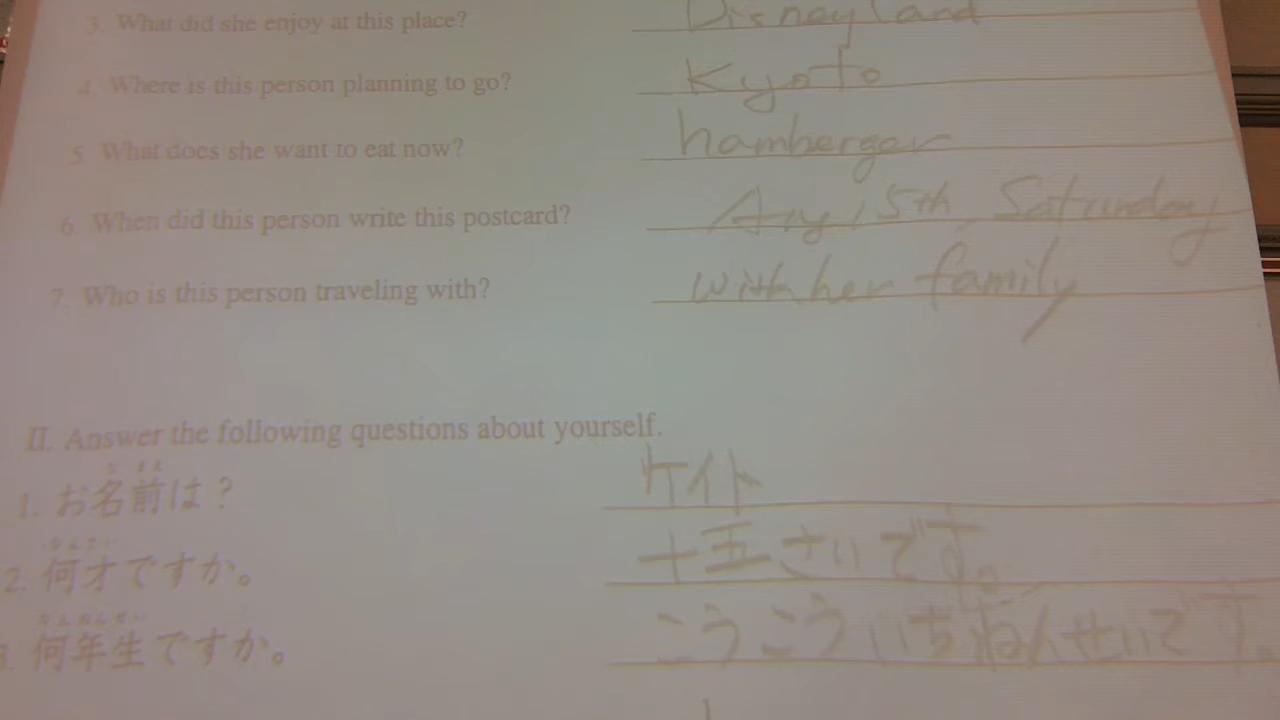 3. What did she enjoy at this place? Disneyland
4. Where is this person planning to go? Kyoto
5. What does she want to eat now? hamberger
6. When did this person write this postcard? Aug, 15th, Saturday
7. Who is this person traveling with? with her family
II. Answer the following questions about yourself.
なまえ
1. お名前は? ケイト
なんさい
2. 何才ですか。 十五さいです。
なんねんせい
3. 何年生ですか。 こうこういちねんせいです。